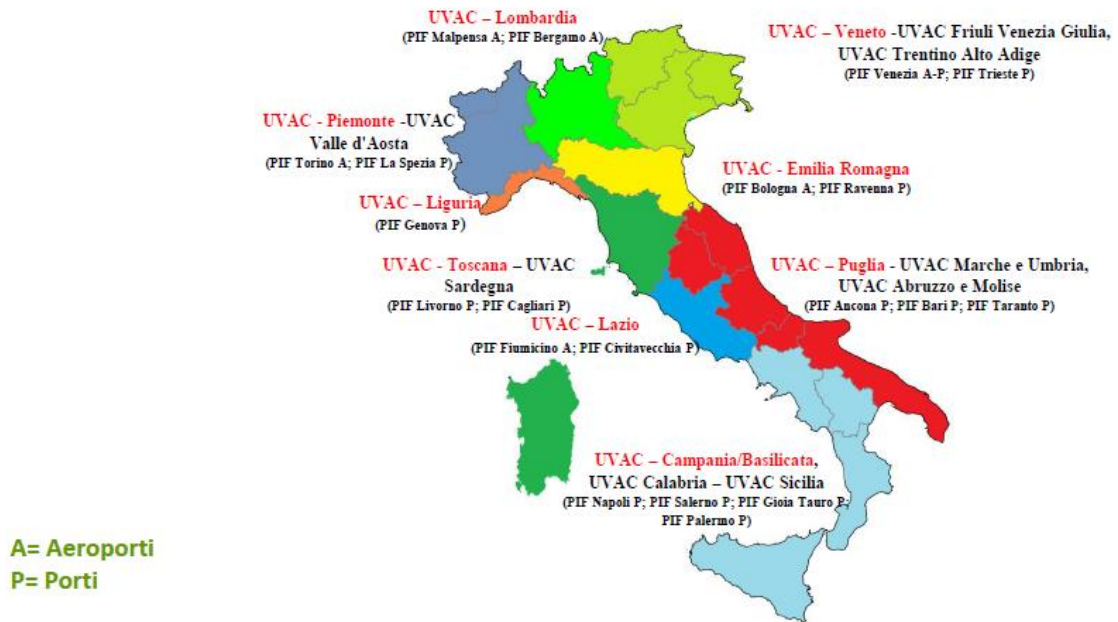 UVAC – Lombardia
(PIF Malpensa A; PIF Bergamo A)
UVAC – Veneto -UVAC Friuli Venezia Giulia,
UVAC Trentino Alto Adige
(PIF Venezia A-P; PIF Trieste P)
UVAC - Piemonte -UVAC
Valle d'Aosta
(PIF Torino A; PIF La Spezia P)
UVAC - Emilia Romagna
(PIF Bologna A; PIF Ravenna P)
UVAC – Liguria
(PIF Genova P)
UVAC - Toscana – UVAC
Sardegna
(PIF Livorno P; PIF Cagliari P)
UVAC – Puglia - UVAC Marche e Umbria,
UVAC Abruzzo e Molise
(PIF Ancona P; PIF Bari P; PIF Taranto P)
UVAC – Lazio
(PIF Fiumicino A; PIF Civitavecchia P)
UVAC – Campania/Basilicata,
UVAC Calabria – UVAC Sicilia
(PIF Napoli P; PIF Salerno P; PIF Gioia Tauro P;
PIF Palermo P)
A= Aeroporti
P= Porti